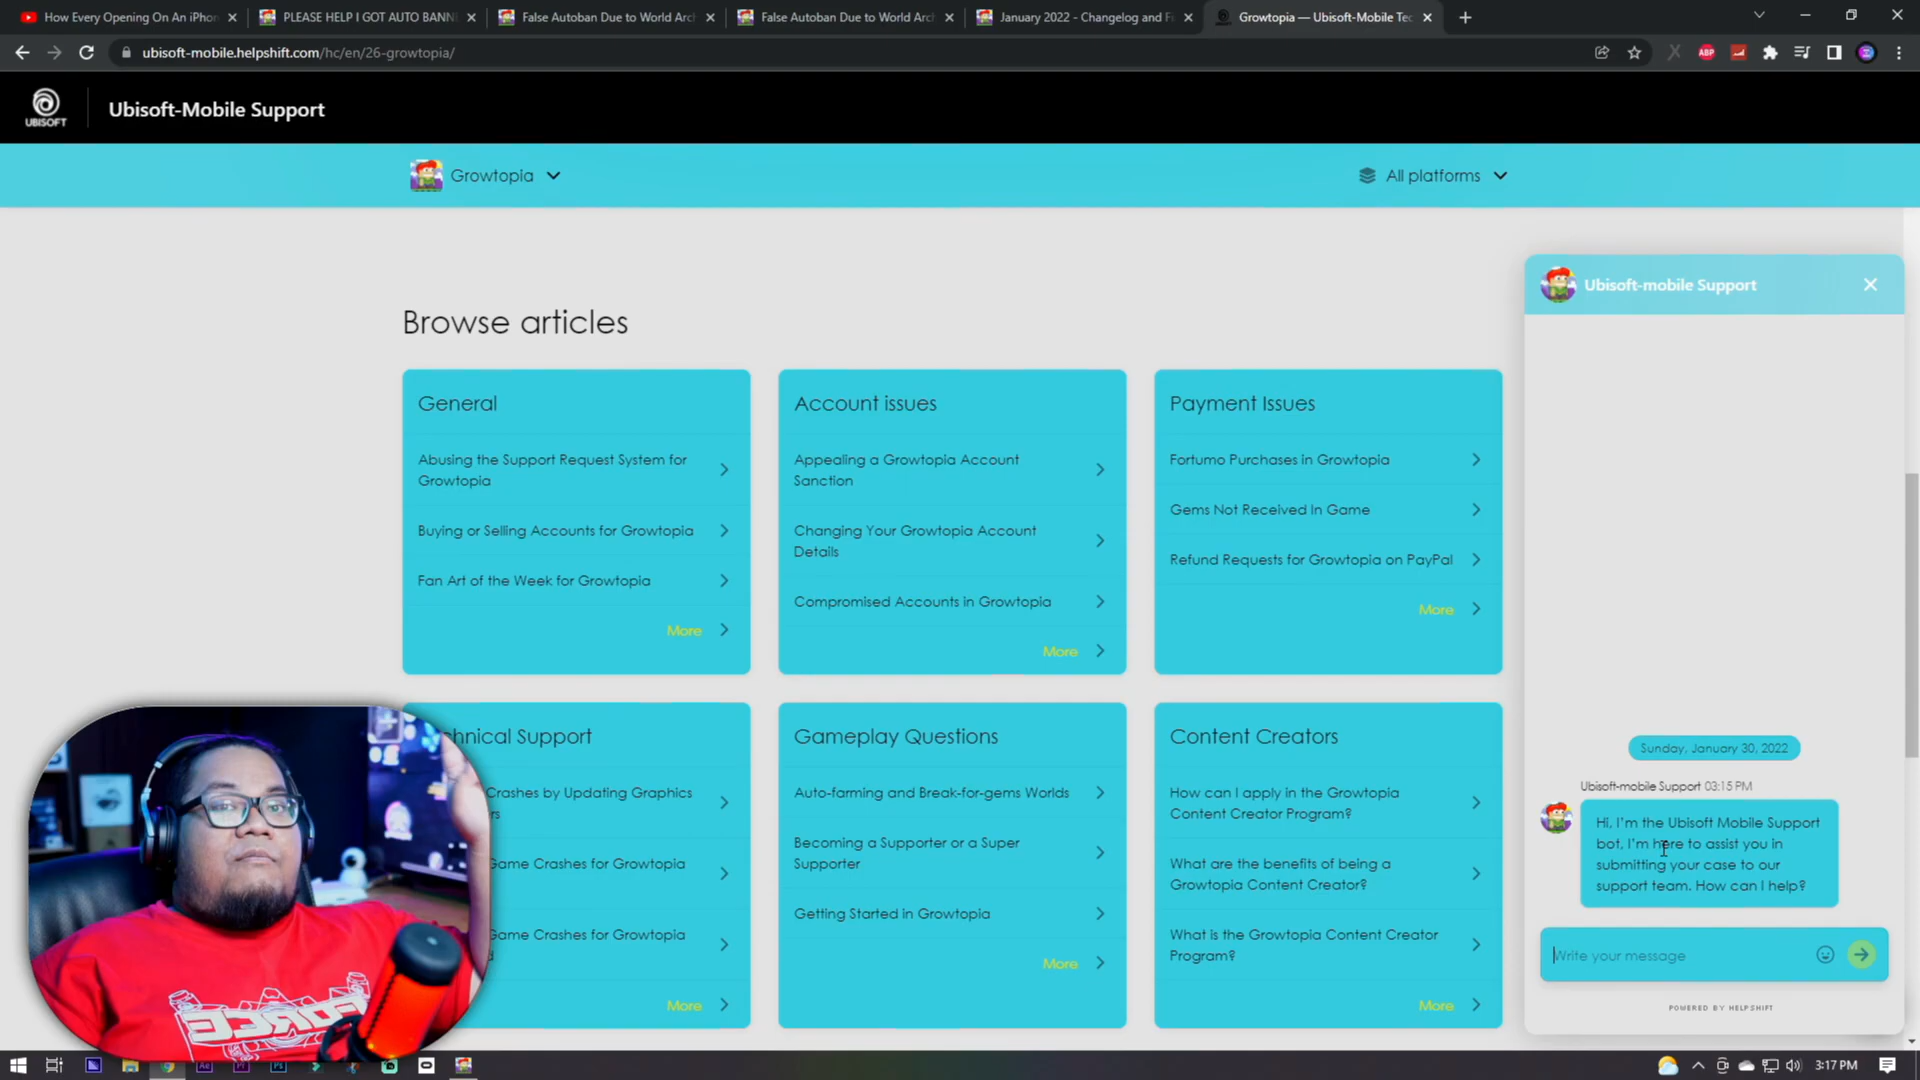 How Every Opening On An iPhon
PLEASE HELP I GOT AUTO BANN
False Autoban Due to World Arc
False Autoban Due to World Arc
January 2022 - Changelog and F
Growtopia — Ubisoft-Mobile Tec
ubisoft-mobile.helpshift.com/hc/en/26-growtopia/
ABP
UBISOFT
Ubisoft-Mobile Support
Growtopia
All platforms
Browse articles
General
Abusing the Support Request System for
Growtopia
Buying or Selling Accounts for Growtopia
Fan Art of the Week for Growtopia
More
Account issues
Appealing a Growtopia Account
Sanction
Changing Your Growtopia Account
Details
Compromised Accounts in Growtopia
More
Payment Issues
Fortumo Purchases in Growtopia
Gems Not Received In Game
Refund Requests for Growtopia on PayPal
More
hnical Support
Crashes by Updating Graphics
rs
Game Crashes for Growtopia
Game Crashes for Growtopia
d
More
Gameplay Questions
Auto-farming and Break-for-gems Worlds
Becoming a Supporter or a Super
Supporter
Getting Started in Growtopia
More
Content Creators
How can I apply in the Growtopia
Content Creator Program?
What are the benefits of being a
Growtopia Content Creator?
What is the Growtopia Content Creator
Program?
More
Ubisoft-mobile Support
Sunday, January 30, 2022
Ubisoft-mobile Support 03:15 PM
Hi, I'm the Ubisoft Mobile Support
bot, I'm here to assist you in
submitting your case to our
support team. How can I help?
Write your message
POWERED BY HELPSHIFT
Ae
Pr
Ps
3:17 PM